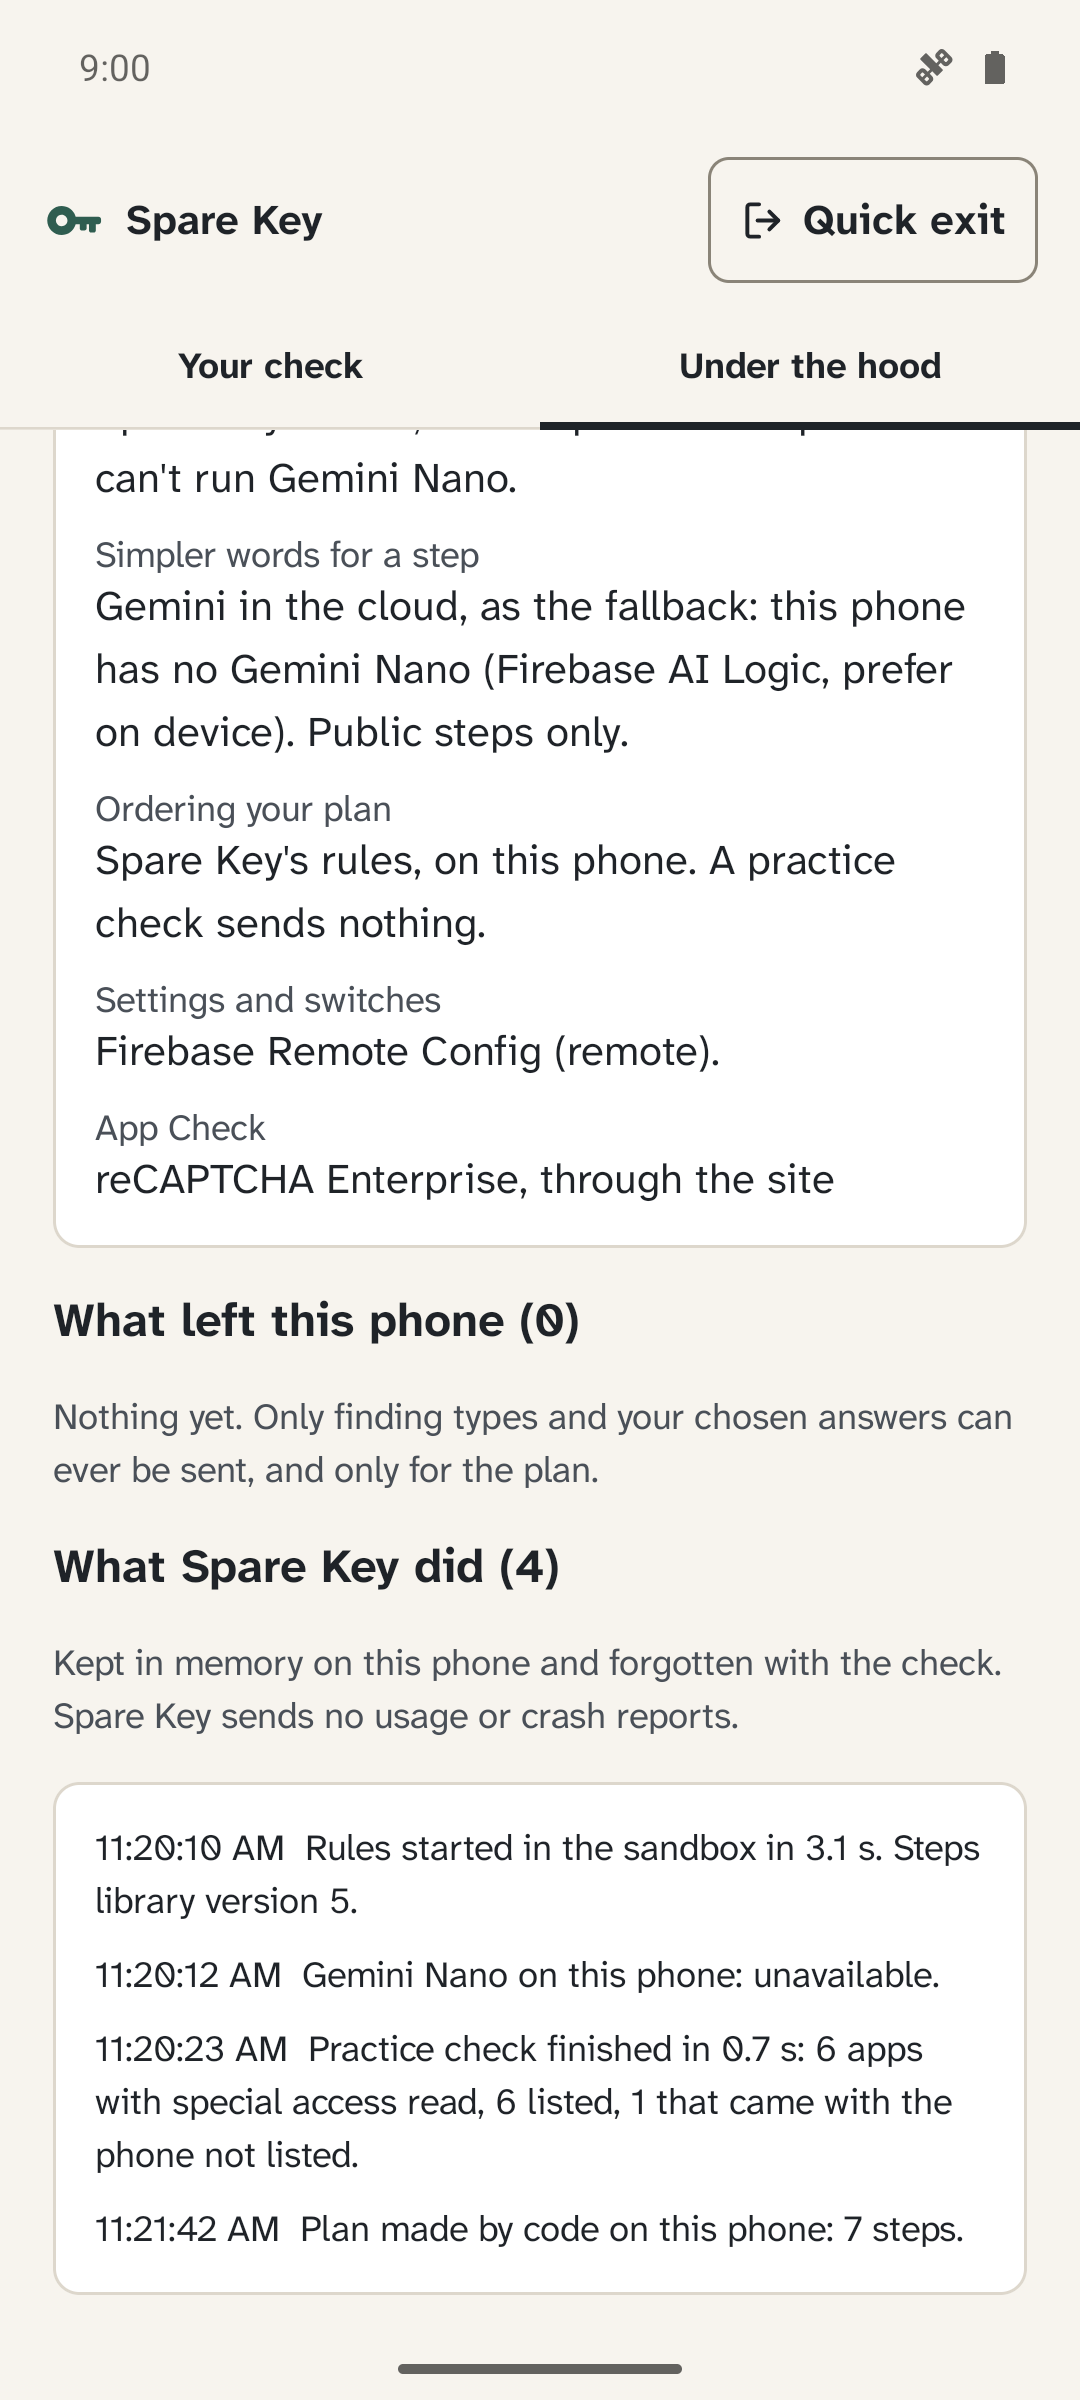 9:00
Spare Key
Quick exit
Your check
Under the hood
can't run Gemini Nano.
Simpler words for a step
Gemini in the cloud, as the fallback: this phone
has no Gemini Nano (Firebase AI Logic, prefer
on device). Public steps only.
Ordering your plan
Spare Key's rules, on this phone. A practice
check sends nothing.
Settings and switches
Firebase Remote Config (remote).
App Check
reCAPTCHA Enterprise, through the site
What left this phone (0)
Nothing yet. Only finding types and your chosen answers can
ever be sent, and only for the plan.
What Spare Key did (4)
Kept in memory on this phone and forgotten with the check.
Spare Key sends no usage or crash reports.
11:20:10 AM Rules started in the sandbox in 3.1 s. Steps
library version 5.
11:20:12 AM Gemini Nano on this phone: unavailable.
11:20:23 AM Practice check finished in 0.7 s: 6 apps
with special access read, 6 listed, 1 that came with the
phone not listed.
11:21:42 AM Plan made by code on this phone: 7 steps.